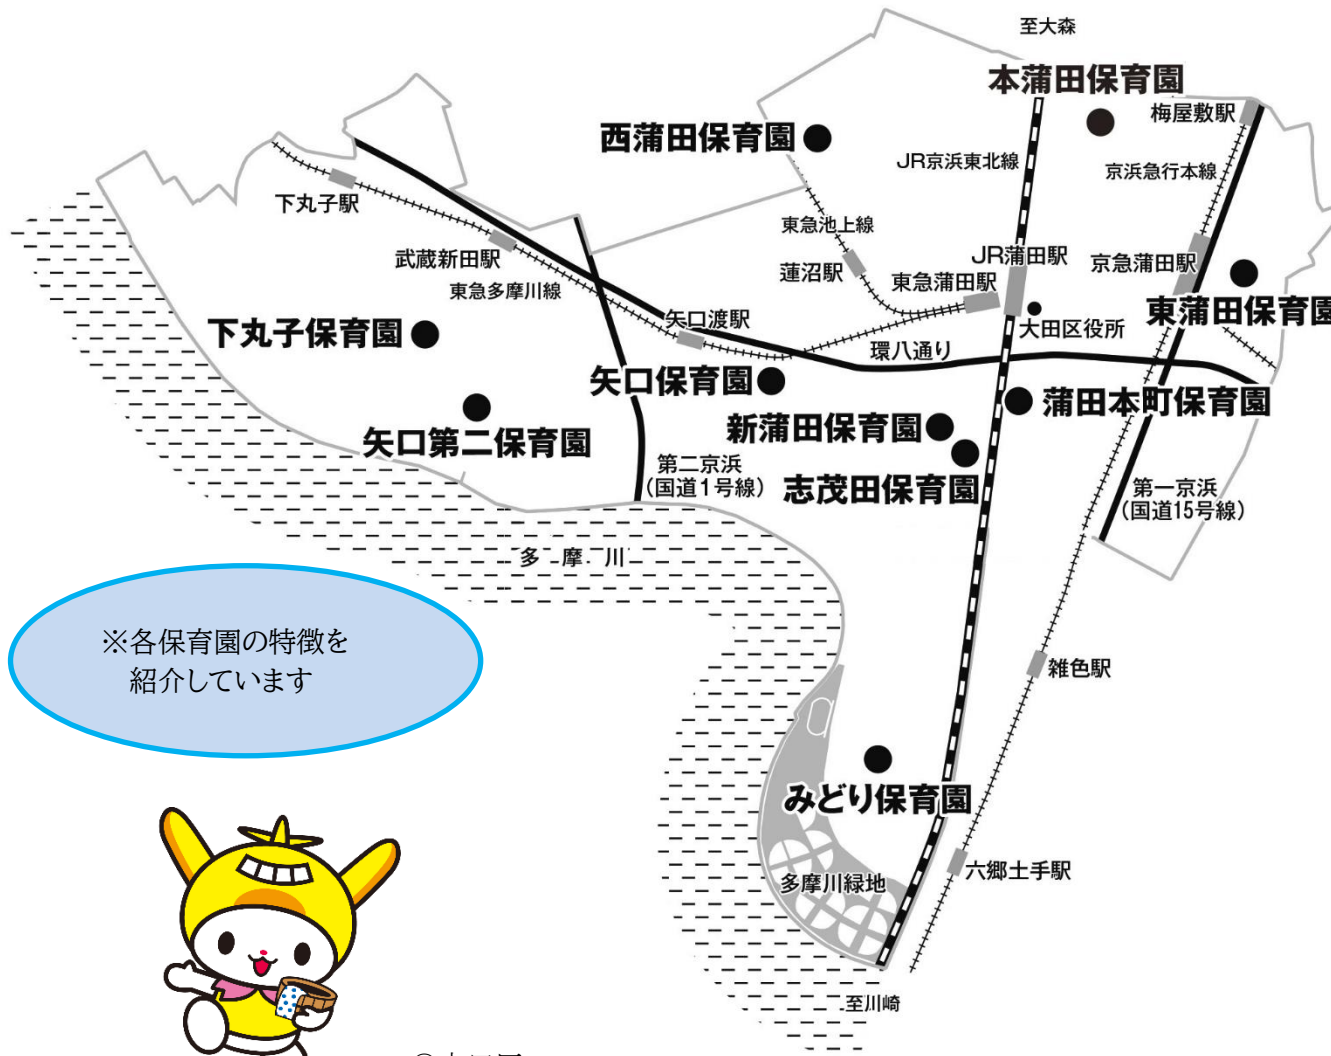 至大森
本蒲田保育園
梅屋敷駅
西蒲田保育園
JR京浜東北線
京浜急行本線
下丸子駅
東急池上線
武蔵新田駅
JR蒲田駅
京急蒲田駅
蓮沼駅
東急蒲田駅
東急多摩川線
東蒲田保育園
矢口渡駅
大田区役所
下丸子保育園
環八通り
矢口保育園
蒲田本町保育園
新蒲田保育園
矢口第二保育園
第二京浜
(国道1号線)
志茂田保育園
第一京浜
(国道15号線)
多摩川
※各保育園の特徴を
紹介しています
雑色駅
みどり保育園
六郷土手駅
多摩川緑地
至川崎